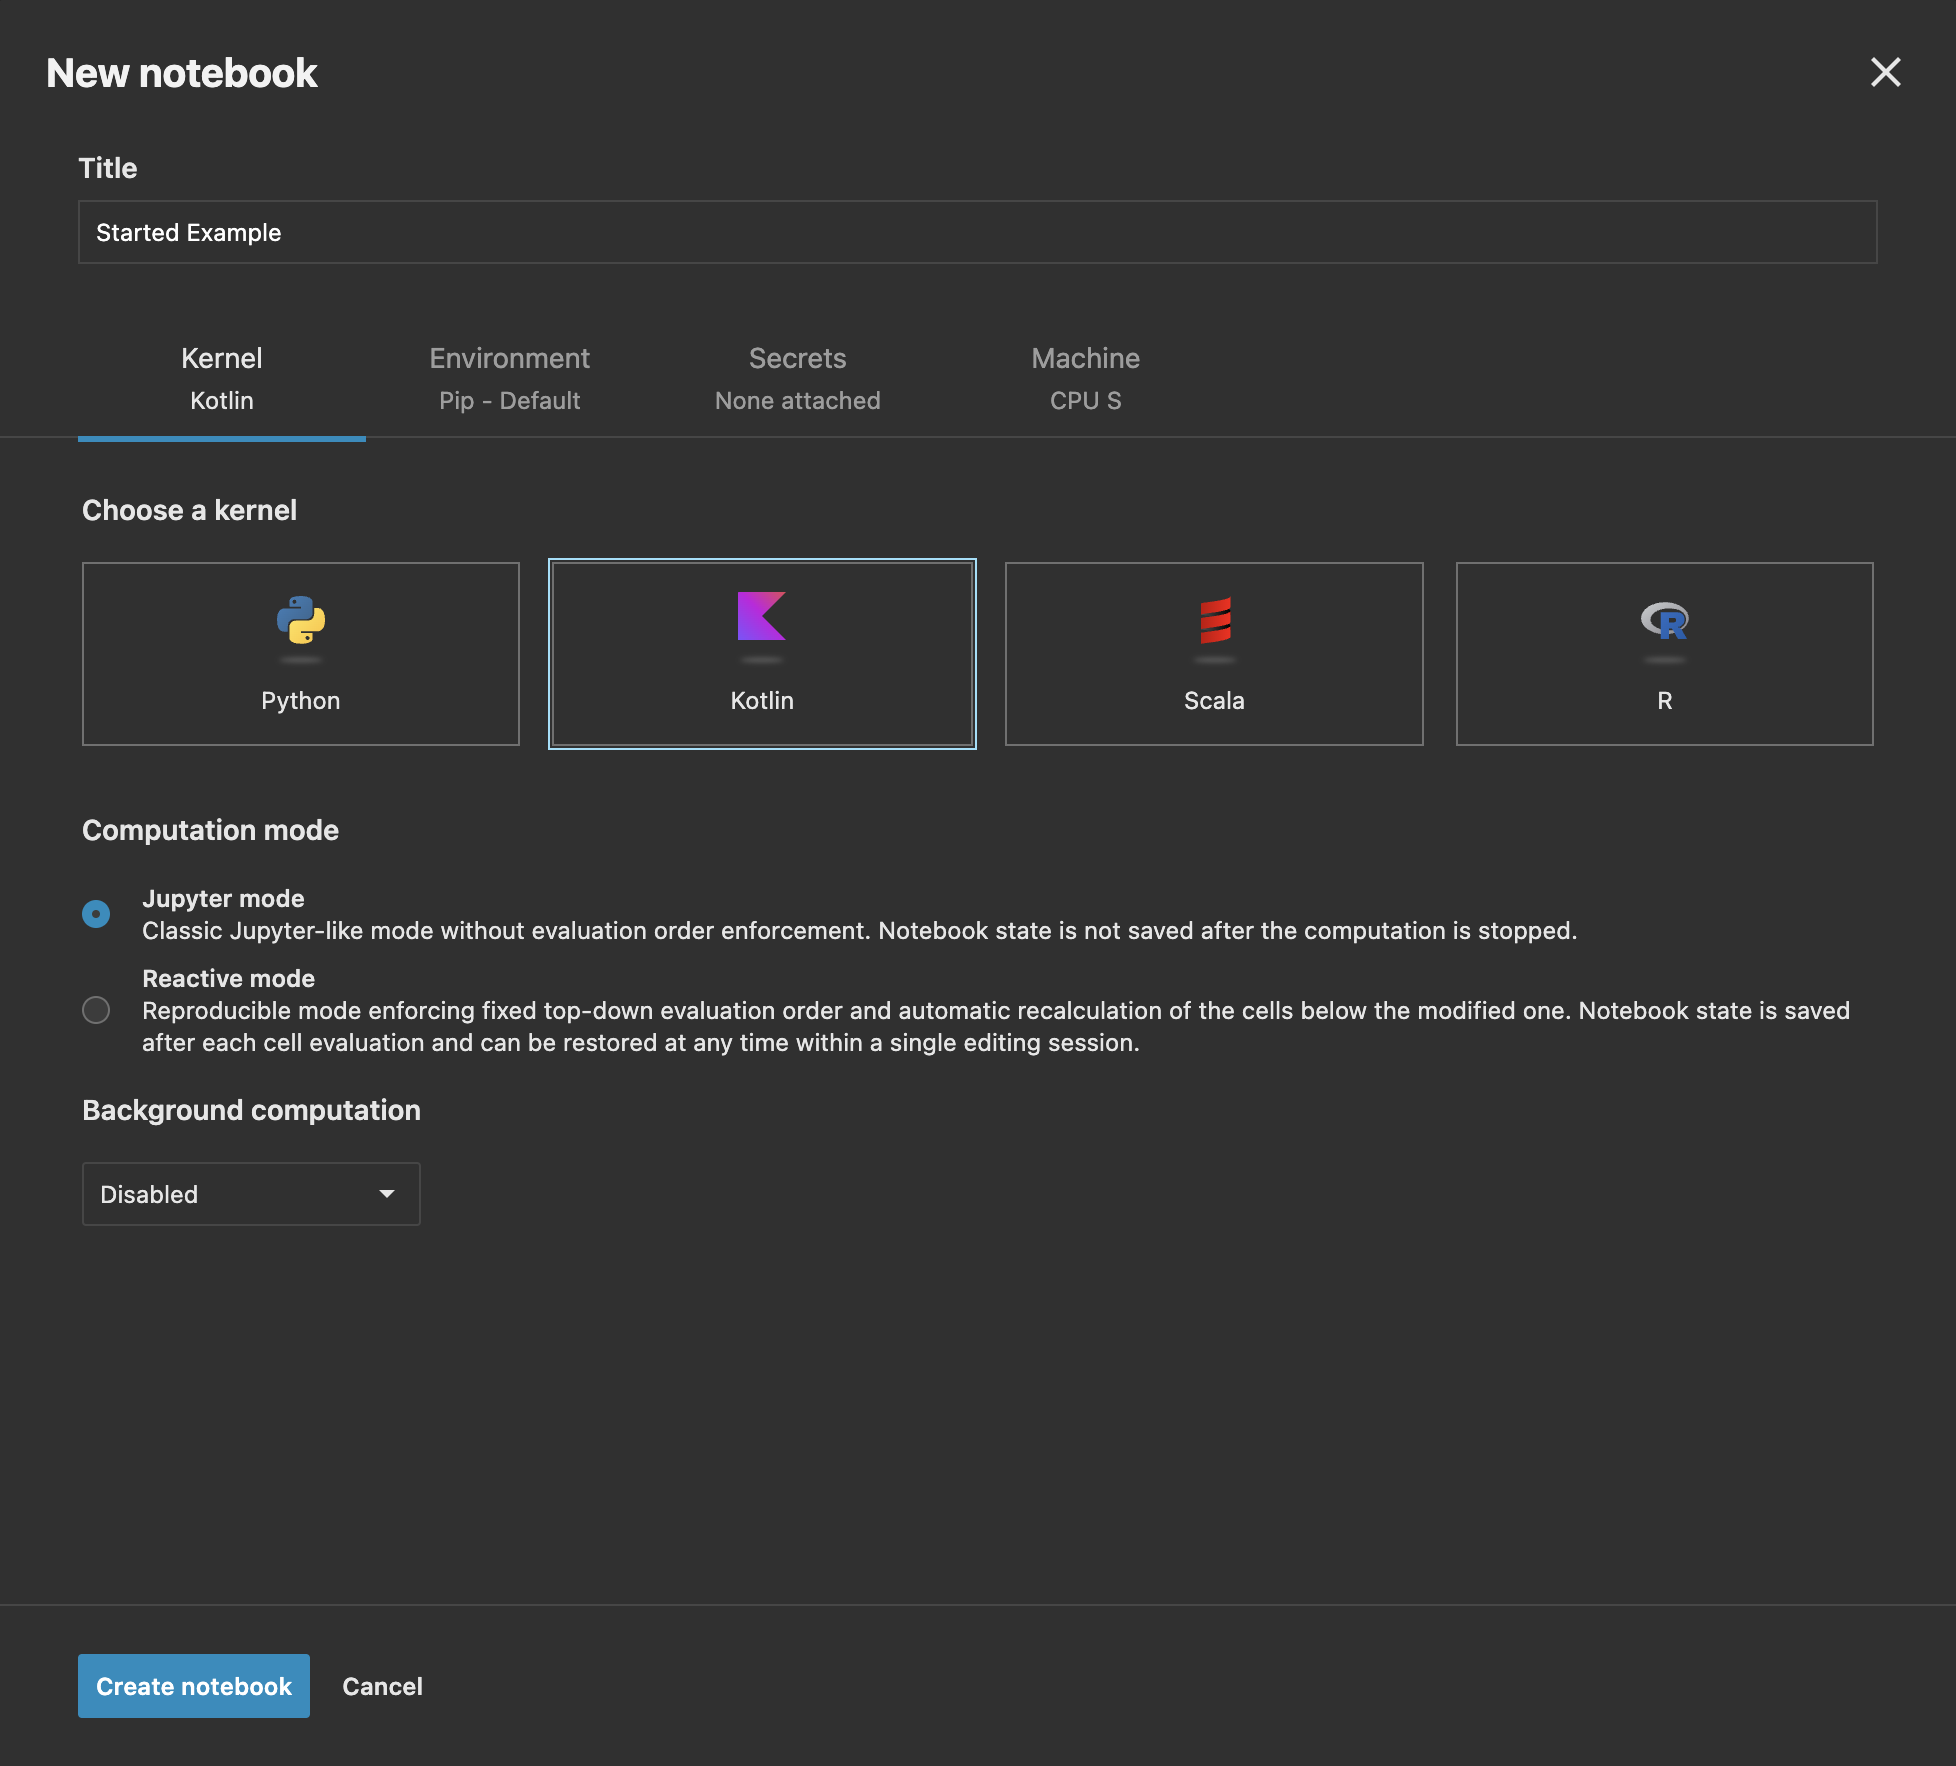 New notebook
Title
Started Example
Kernel
Kotlin
Environment
Pip - Default
Secrets
None attached
Machine
CPU S
Choose a kernel
Python
Kotlin
Scala
R
Computation mode
Jupyter mode
Classic Jupyter-like mode without evaluation order enforcement. Notebook state is not saved after the computation is stopped.
Reactive mode
Reproducible mode enforcing fixed top-down evaluation order and automatic recalculation of the cells below the modified one. Notebook state is saved
after each cell evaluation and can be restored at any time within a single editing session.
Background computation
Disabled
Create notebook
Cancel